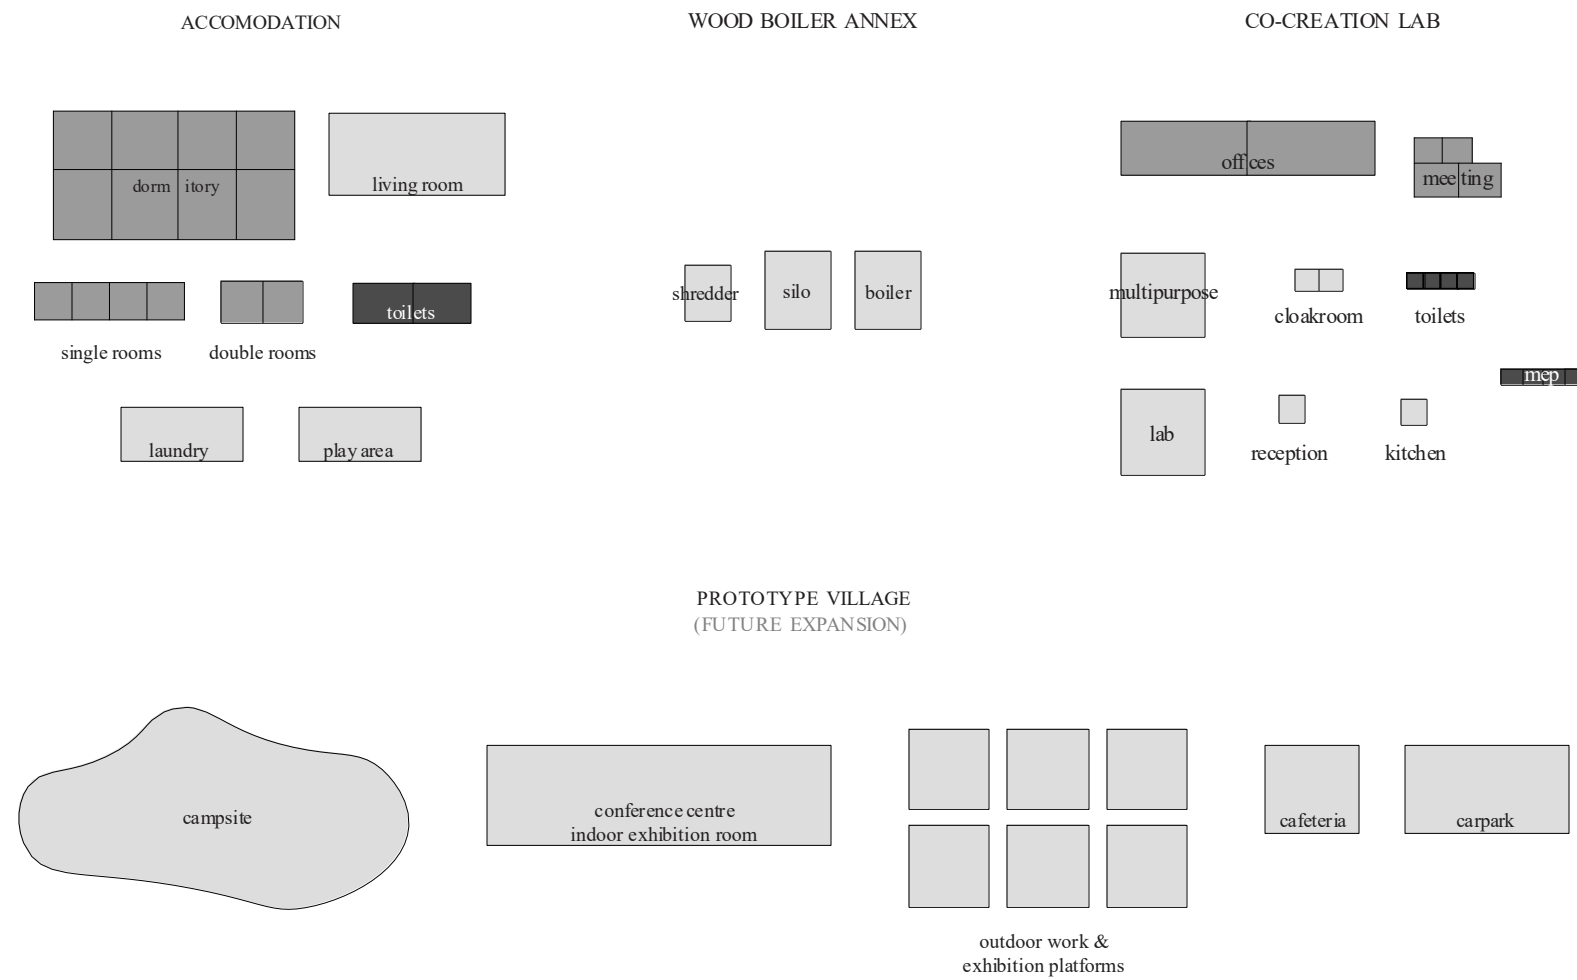 ACCOMODATION
dormitory
living room
single rooms
double rooms
toilets
laundry
play area
WOOD BOILER ANNEX
shredder
silo
boiler
CO-CREATION LAB
offices
meeting
multipurpose
cloakroom
toilets
mep
lab
reception
kitchen
PROTOTYPE VILLAGE
(FUTURE EXPANSION)
campsite
conference centre
indoor exhibition room
outdoor work &
exhibition platforms
cafeteria
carpark